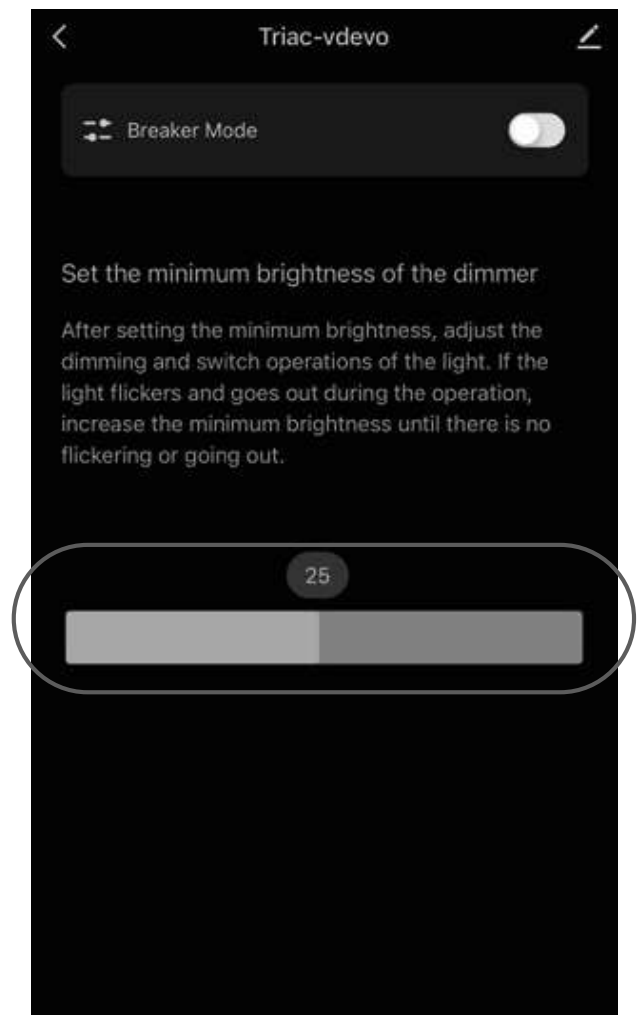 Triac-vdevo
Breaker Mode
Set the minimum brightness of the dimmer
After setting the minimum brightness, adjust the
dimming and switch operations of the light. If the
light flickers and goes out during the operation,
increase the minimum brightness until there is no
flickering or going out.
25